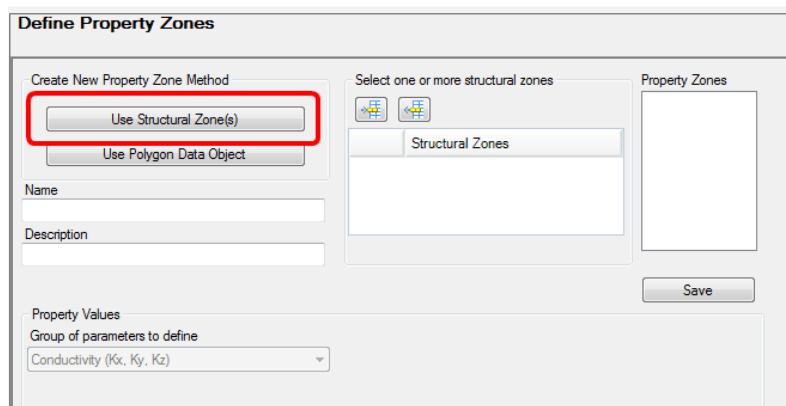 Define Property Zones
Create New Property Zone Method
Use Structural Zone(s)
Use Polygon Data Object
Name
Description
Select one or more structural zones
Structural Zones
Property Zones
Save
Property Values
Group of parameters to define
Conductivity (Kx, Ky, Kz)